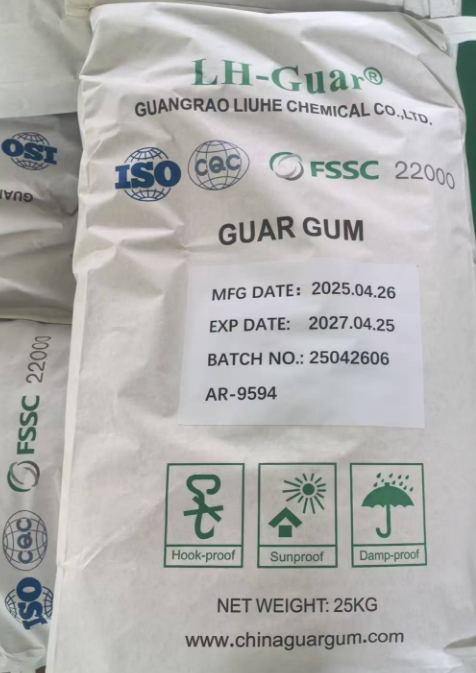 LH-Guar®
GUANGRAO LIUHE CHEMICAL CO.,LTD.
ISO CQC FSSC 22000
GUAR GUM
MFG DATE: 2025.04.26
EXP DATE: 2027.04.25
BATCH NO.: 25042606
AR-9594
Hook-proof Sunproof Damp-proof
NET WEIGHT: 25KG
www.chinaguargum.com
ISO
GUAN
FSSC 22000
CQC
ISO